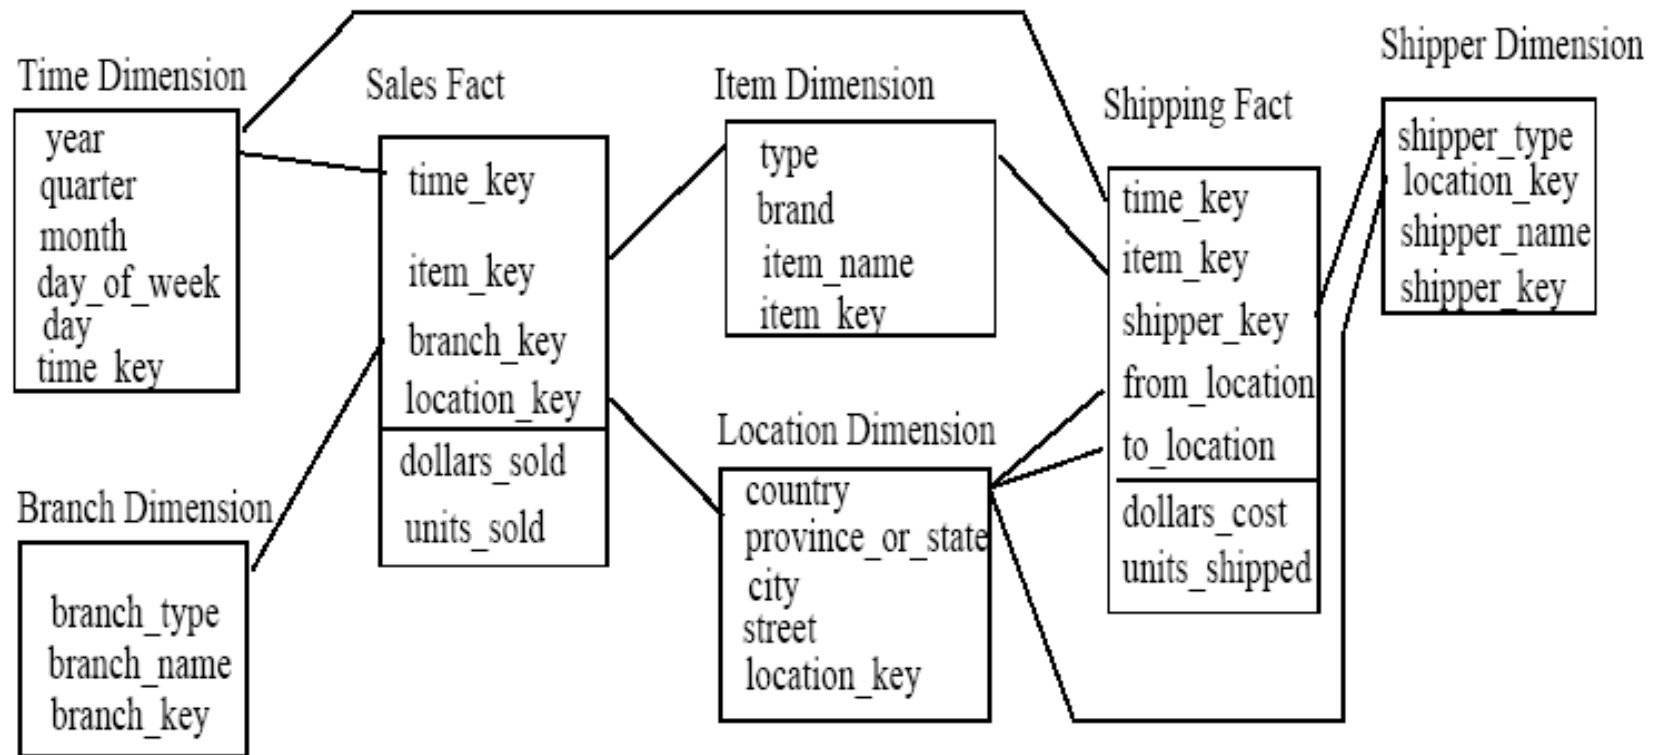 Time Dimension
year
quarter
month
day_of_week
day
time_key
Branch Dimension
branch_type
branch_name
branch_key
Sales Fact
time_key
item_key
branch_key
location_key
dollars_sold
units_sold
Item Dimension
type
brand
item_name
item_key
Location Dimension
country
province_or_state
city
street
location_key
Shipping Fact
time_key
item_key
shipper_key
from_location
to_location
dollars_cost
units_shipped
Shipper Dimension
shipper_type
location_key
shipper_name
shipper_key